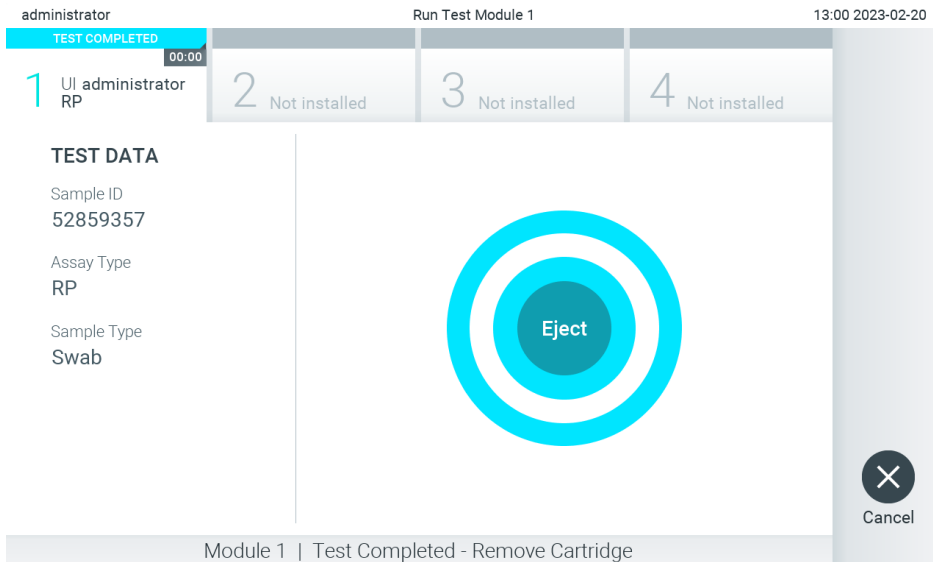 administrator Run Test Module 1 13:00 2023-02-20
TEST COMPLETED
00:00
1 UI administrator
RP
2 Not installed
3 Not installed
4 Not installed
TEST DATA
Sample ID
52859357
Assay Type
RP
Sample Type
Swab
Eject
Cancel
Module 1 | Test Completed - Remove Cartridge